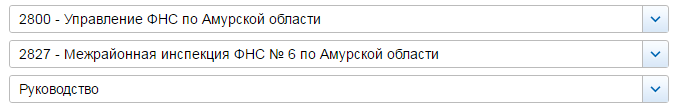 2800 - Управление ФНС по Амурской области
2827 - Межрайонная инспекция ФНС № 6 по Амурской области
Руководство